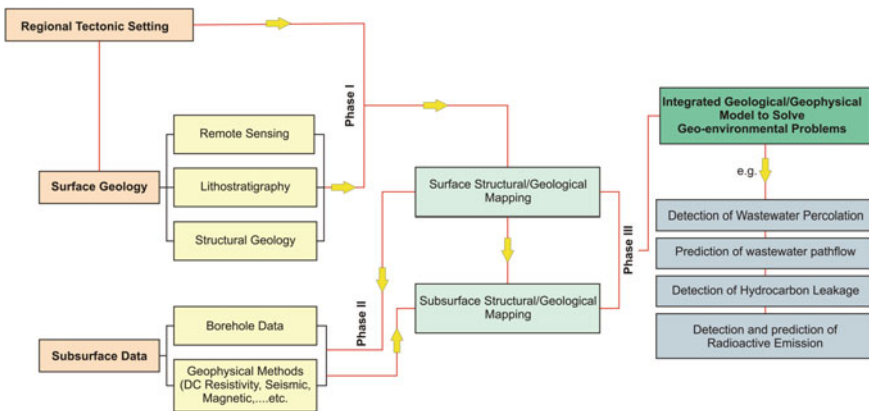 Regional Tectonic Setting
Phase I
Remote Sensing
Surface Geology
Lithostratigraphy
Structural Geology
Surface Structural/Geological
Mapping
Phase II
Subsurface Structural/Geological
Mapping
Borehole Data
Subsurface Data
Geophysical Methods
(DC Resistivity, Seismic,
Magnetic,....etc.
Phase III
Integrated Geological/Geophysical
Model to Solve
Geo-environmental Problems
e.g.
Detection of Wastewater Percolation
Prediction of wastewater pathflow
Detection of Hydrocarbon Leakage
Detection and prediction of
Radioactive Emission